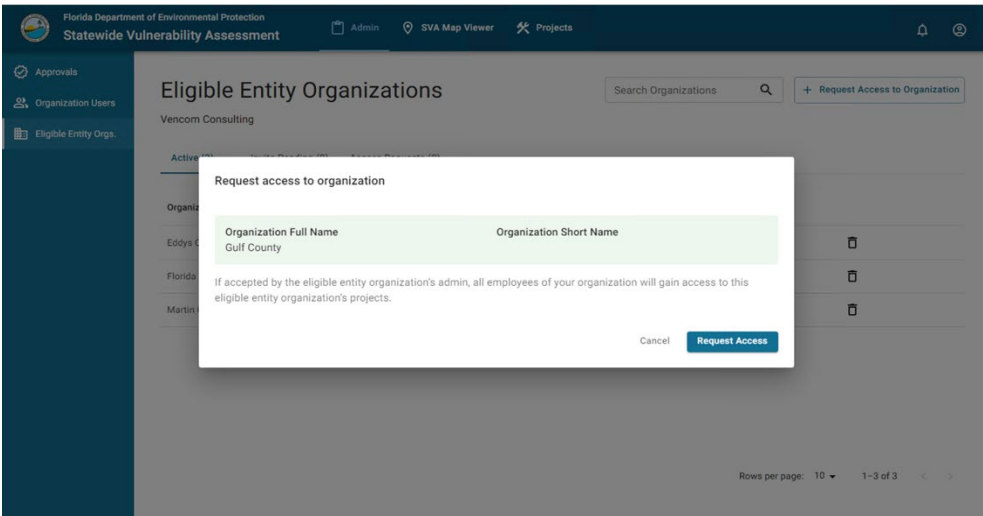 Florida Department of Environmental Protection
Statewide Vulnerability Assessment
Admin
SVA Map Viewer
Projects
Approvals
Organization Users
Eligible Entity Orgs.
Eligible Entity Organizations
Search Organizations
+ Request Access to Organization
Vencom Consulting
Active
Request access to organization
Organiz
Organization Full Name
Organization Short Name
Gulf County
Eddys
Florida
If accepted by the eligible entity organization's admin, all employees of your organization will gain access to this
eligible entity organization's projects.
Martin
Cancel
Request Access
Rows per page: 10 1–3 of 3